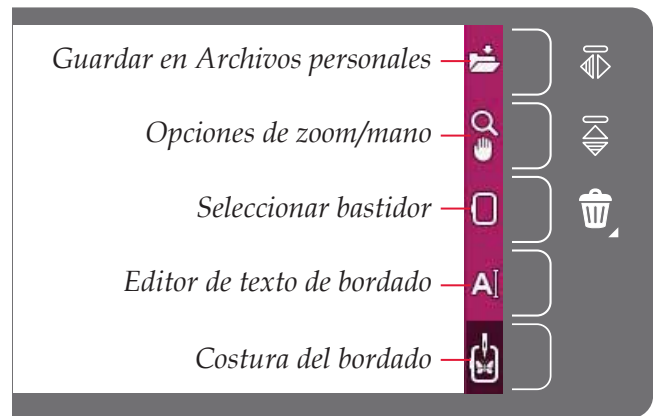 Guardar en Archivos personales
Opciones de zoom/mano
Seleccionar bastidor
Editor de texto de bordado
A
Costura del bordado